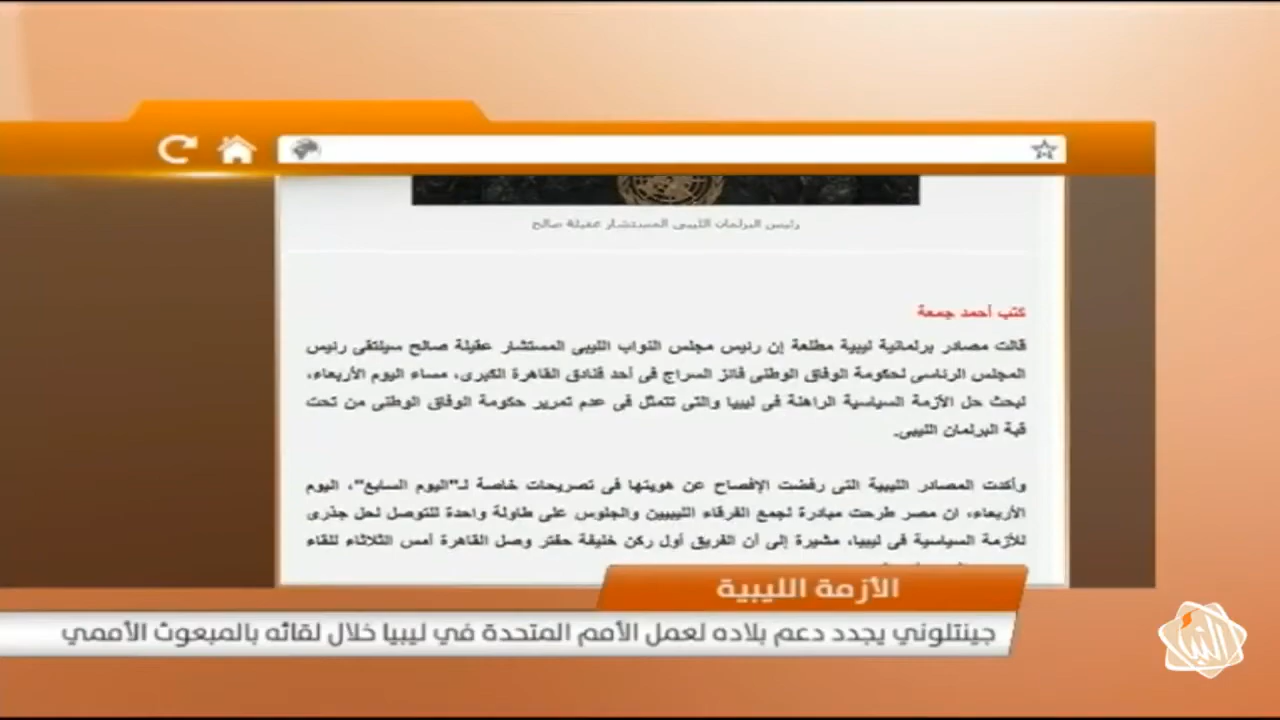 رئيس البرلمان الليبى المستشار عقيلة صالح
كتب أحمد جمعة
قالت مصادر برلمانية ليبية مطلعة إن رئيس مجلس النواب الليبى المستشار عقيلة صالح سيلتقى رئيس
المجلس الرئاسى لحكومة الوفاق الوطنى فائز السراج فى أحد فنادق القاهرة الكبرى، مساء اليوم الأربعاء،
لبحث حل الأزمة السياسية الراهنة فى ليبيا والتى تتمثل فى عدم تمرير حكومة الوفاق الوطنى من تحت
قبة البرلمان الليبى.
وأكدت المصادر الليبية التى رفضت الإفصاح عن هويتها فى تصريحات خاصة لـ"اليوم السابع"، اليوم
الأربعاء، ان مصر طرحت مبادرة لجمع الفرقاء الليبيين والجلوس على طاولة واحدة للتوصل لحل جذرى
للأزمة السياسية فى ليبيا، مشيرة إلى أن الفريق أول ركن خليفة حفتر وصل القاهرة أمس الثلاثاء للقاء
الأزمة الليبية
جينتلوني يجدد دعم بلاده لعمل الأمم المتحدة في ليبيا خلال لقائه بالمبعوث الأممي
النبأ